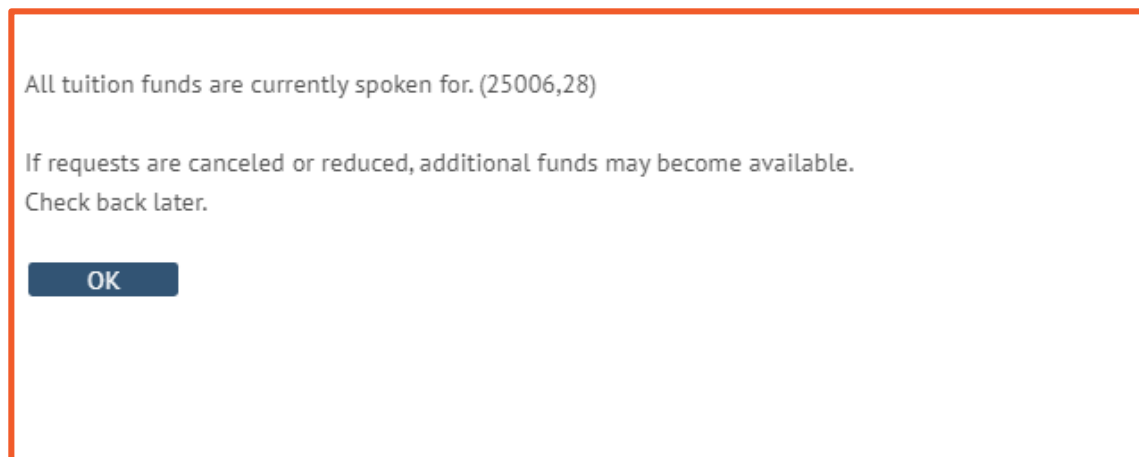 All tuition funds are currently spoken for. (25006,28)
If requests are canceled or reduced, additional funds may become available.
Check back later.
OK